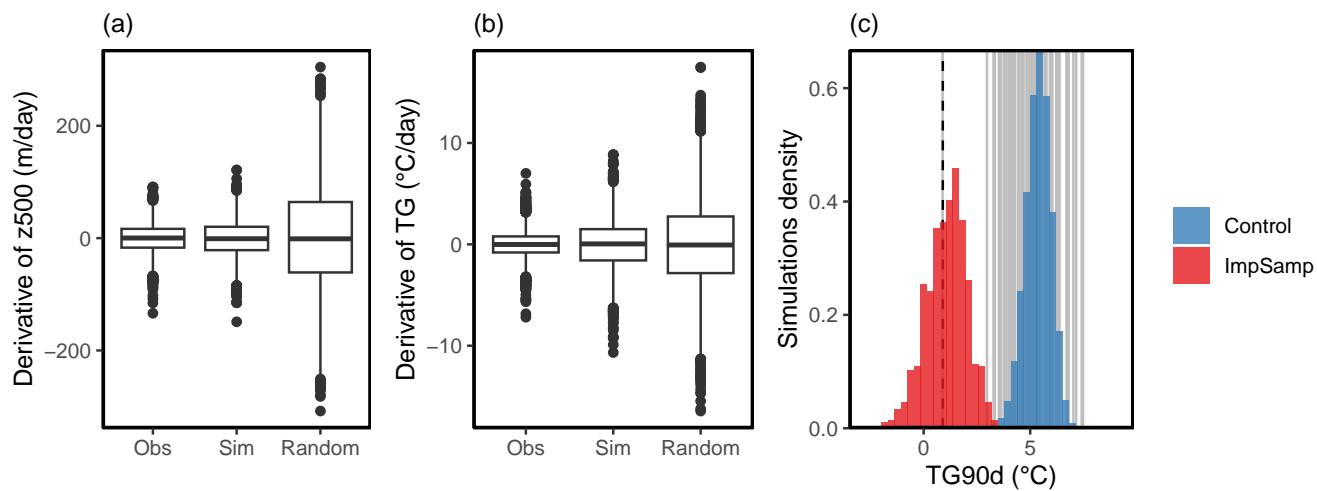 (a)
Derivative of z500 (m/day)
200
0
−200
Obs Sim Random
(b)
Derivative of TG (°C/day)
10
0
−10
Obs Sim Random
(c)
Simulations density
0.6
0.4
0.2
0.0
0 5
TG90d (°C)
Control
ImpSamp